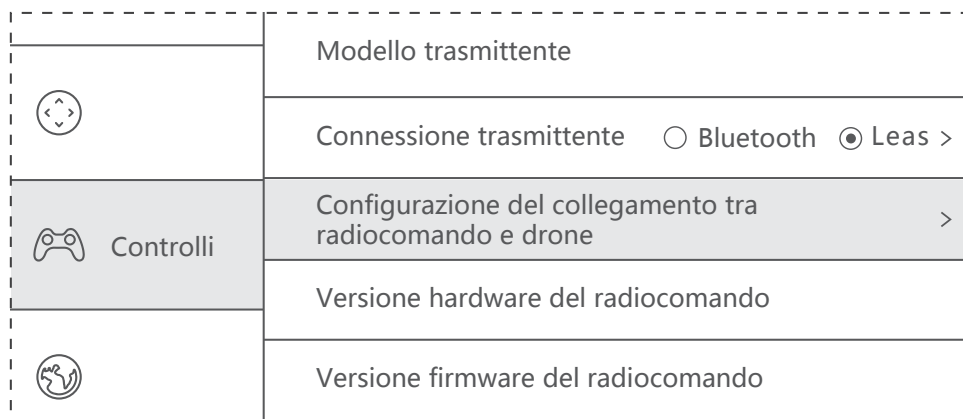 Modello trasmittente
Connessione trasmittente Bluetooth Leas >
Configurazione del collegamento tra
radiocomando e drone >
Controlli
Versione hardware del radiocomando
Versione firmware del radiocomando